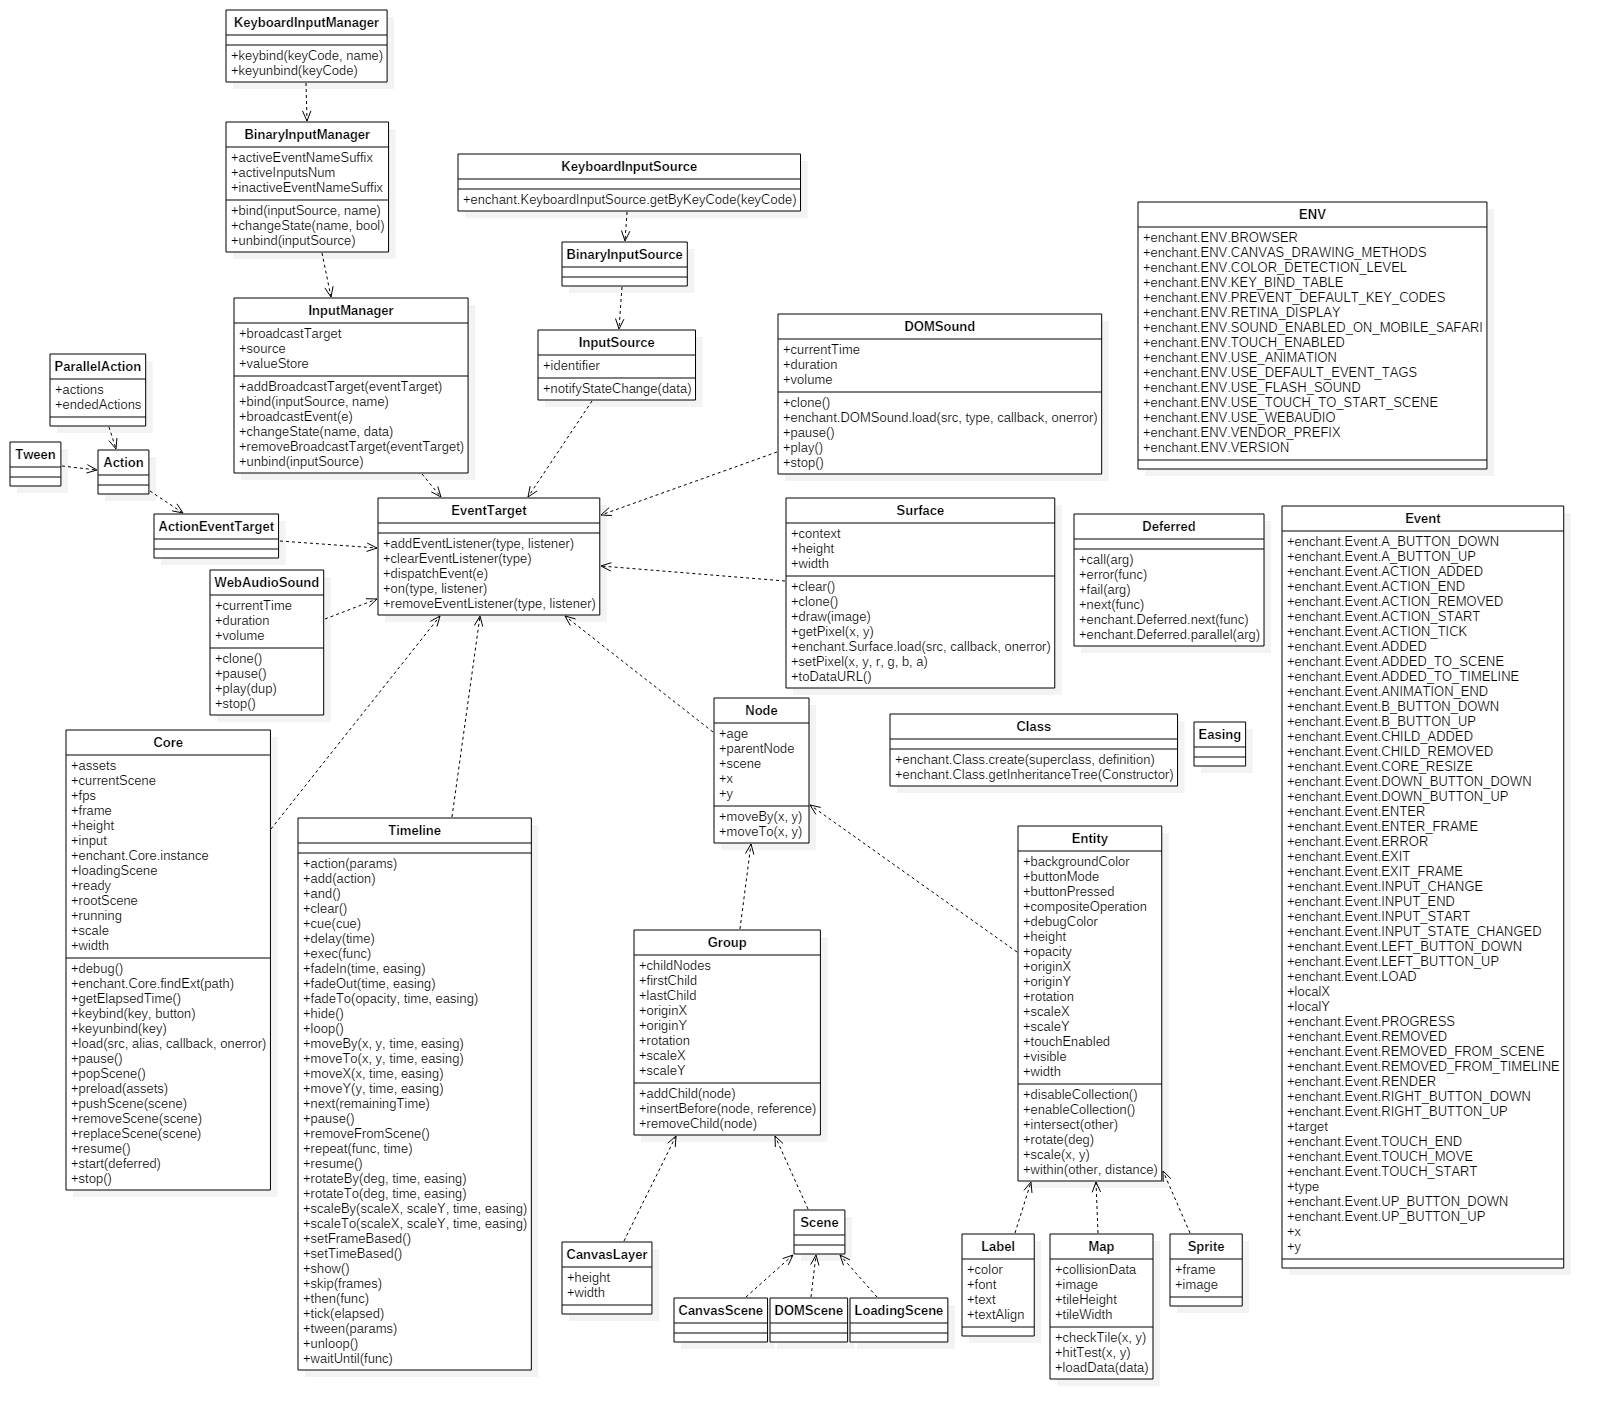 KeyboardInputManager
+keybind(keyCode, name)
+keyunbind(keyCode)
BinaryInputManager
+activeEventNameSuffix
+activeInputsNum
+inactiveEventNameSuffix
+bind(inputSource, name)
+changeState(name, bool)
+unbind(inputSource)
KeyboardInputSource
+enchant.KeyboardInputSource.getByKeyCode(keyCode)
BinaryInputSource
ENV
+enchant.ENV.BROWSER
+enchant.ENV.CANVAS_DRAWING_METHODS
+enchant.ENV.COLOR_DETECTION_LEVEL
+enchant.ENV.KEY_BIND_TABLE
+enchant.ENV.PREVENT_DEFAULT_KEY_CODES
+enchant.ENV.RETINA_DISPLAY
+enchant.ENV.SOUND_ENABLED_ON_MOBILE_SAFARI
+enchant.ENV.TOUCH_ENABLED
+enchant.ENV.USE_ANIMATION
+enchant.ENV.USE_DEFAULT_EVENT_TAGS
+enchant.ENV.USE_FLASH_SOUND
+enchant.ENV.USE_TOUCH_TO_START_SCENE
+enchant.ENV.USE_WEBAUDIO
+enchant.ENV.VENDOR_PREFIX
+enchant.ENV.VERSION
InputManager
+broadcastTarget
+source
+valueStore
+addBroadcastTarget(eventTarget)
+bind(inputSource, name)
+broadcastEvent(e)
+changeState(name, data)
+removeBroadcastTarget(eventTarget)
+unbind(inputSource)
InputSource
+identifier
+notifyStateChange(data)
DOMSound
+currentTime
+duration
+volume
+clone()
+enchant.DOMSound.load(src, type, callback, onerror)
+pause()
+play()
+stop()
ParallelAction
+actions
+endedActions
Tween
Action
ActionEventTarget
EventTarget
+addEventListener(type, listener)
+clearEventListener(type)
+dispatchEvent(e)
+on(type, listener)
+removeEventListener(type, listener)
Surface
+context
+height
+width
+clear()
+clone()
+draw(image)
+getPixel(x, y)
+enchant.Surface.load(src, callback, onerror)
+setPixel(x, y, r, g, b, a)
+toDataURL()
Deferred
+call(arg)
+error(func)
+fail(arg)
+next(func)
+enchant.Deferred.next(func)
+enchant.Deferred.parallel(arg)
Event
+enchant.Event.A_BUTTON_DOWN
+enchant.Event.A_BUTTON_UP
+enchant.Event.ACTION_ADDED
+enchant.Event.ACTION_END
+enchant.Event.ACTION_REMOVED
+enchant.Event.ACTION_START
+enchant.Event.ACTION_TICK
+enchant.Event.ADDED
+enchant.Event.ADDED_TO_SCENE
+enchant.Event.ADDED_TO_TIMELINE
+enchant.Event.ANIMATION_END
+enchant.Event.B_BUTTON_DOWN
+enchant.Event.B_BUTTON_UP
+enchant.Event.CHILD_ADDED
+enchant.Event.CHILD_REMOVED
+enchant.Event.CORE_RESIZE
+enchant.Event.DOWN_BUTTON_DOWN
+enchant.Event.DOWN_BUTTON_UP
+enchant.Event.ENTER
+enchant.Event.ENTER_FRAME
+enchant.Event.ERROR
+enchant.Event.EXIT
+enchant.Event.EXIT_FRAME
+enchant.Event.INPUT_CHANGE
+enchant.Event.INPUT_END
+enchant.Event.INPUT_START
+enchant.Event.INPUT_STATE_CHANGED
+enchant.Event.LEFT_BUTTON_DOWN
+enchant.Event.LEFT_BUTTON_UP
+enchant.Event.LOAD
+localX
+localY
+enchant.Event.PROGRESS
+enchant.Event.REMOVED
+enchant.Event.REMOVED_FROM_SCENE
+enchant.Event.REMOVED_FROM_TIMELINE
+enchant.Event.RENDER
+enchant.Event.RIGHT_BUTTON_DOWN
+enchant.Event.RIGHT_BUTTON_UP
+target
+enchant.Event.TOUCH_END
+enchant.Event.TOUCH_MOVE
+enchant.Event.TOUCH_START
+type
+enchant.Event.UP_BUTTON_DOWN
+enchant.Event.UP_BUTTON_UP
+x
+y
WebAudioSound
+currentTime
+duration
+volume
+clone()
+pause()
+play(dup)
+stop()
Core
+assets
+currentScene
+fps
+frame
+height
+input
+enchant.Core.instance
+loadingScene
+ready
+rootScene
+running
+scale
+width
+debug()
+enchant.Core.findExt(path)
+getElapsedTime()
+keybind(key, button)
+keyunbind(key)
+load(src, alias, callback, onerror)
+pause()
+popScene()
+preload(assets)
+pushScene(scene)
+removeScene(scene)
+replaceScene(scene)
+resume()
+start(deferred)
+stop()
Timeline
+action(params)
+add(action)
+and()
+clear()
+cue(cue)
+delay(time)
+exec(func)
+fadeIn(time, easing)
+fadeOut(time, easing)
+fadeTo(opacity, time, easing)
+hide()
+loop()
+moveBy(x, y, time, easing)
+moveTo(x, y, time, easing)
+moveX(x, time, easing)
+moveY(y, time, easing)
+next(remainingTime)
+pause()
+removeFromScene()
+repeat(func, time)
+resume()
+rotateBy(deg, time, easing)
+rotateTo(deg, time, easing)
+scaleBy(scaleX, scaleY, time, easing)
+scaleTo(scaleX, scaleY, time, easing)
+setFrameBased()
+setTimeBased()
+show()
+skip(frames)
+then(func)
+tick(elapsed)
+tween(params)
+unloop()
+waitUntil(func)
Node
+age
+parentNode
+scene
+x
+y
+moveBy(x, y)
+moveTo(x, y)
Class
+enchant.Class.create(superclass, definition)
+enchant.Class.getInheritanceTree(Constructor)
Easing
Entity
+backgroundColor
+buttonMode
+buttonPressed
+compositeOperation
+debugColor
+height
+opacity
+originX
+originY
+rotation
+scaleX
+scaleY
+touchEnabled
+visible
+width
+disableCollection()
+enableCollection()
+intersect(other)
+rotate(deg)
+scale(x, y)
+within(other, distance)
Group
+childNodes
+firstChild
+lastChild
+originX
+originY
+rotation
+scaleX
+scaleY
+addChild(node)
+insertBefore(node, reference)
+removeChild(node)
CanvasLayer
+height
+width
Scene
CanvasScene
DOMScene
LoadingScene
Label
+color
+font
+text
+textAlign
Map
+collisionData
+image
+tileHeight
+tileWidth
+checkTile(x, y)
+hitTest(x, y)
+loadData(data)
Sprite
+frame
+image